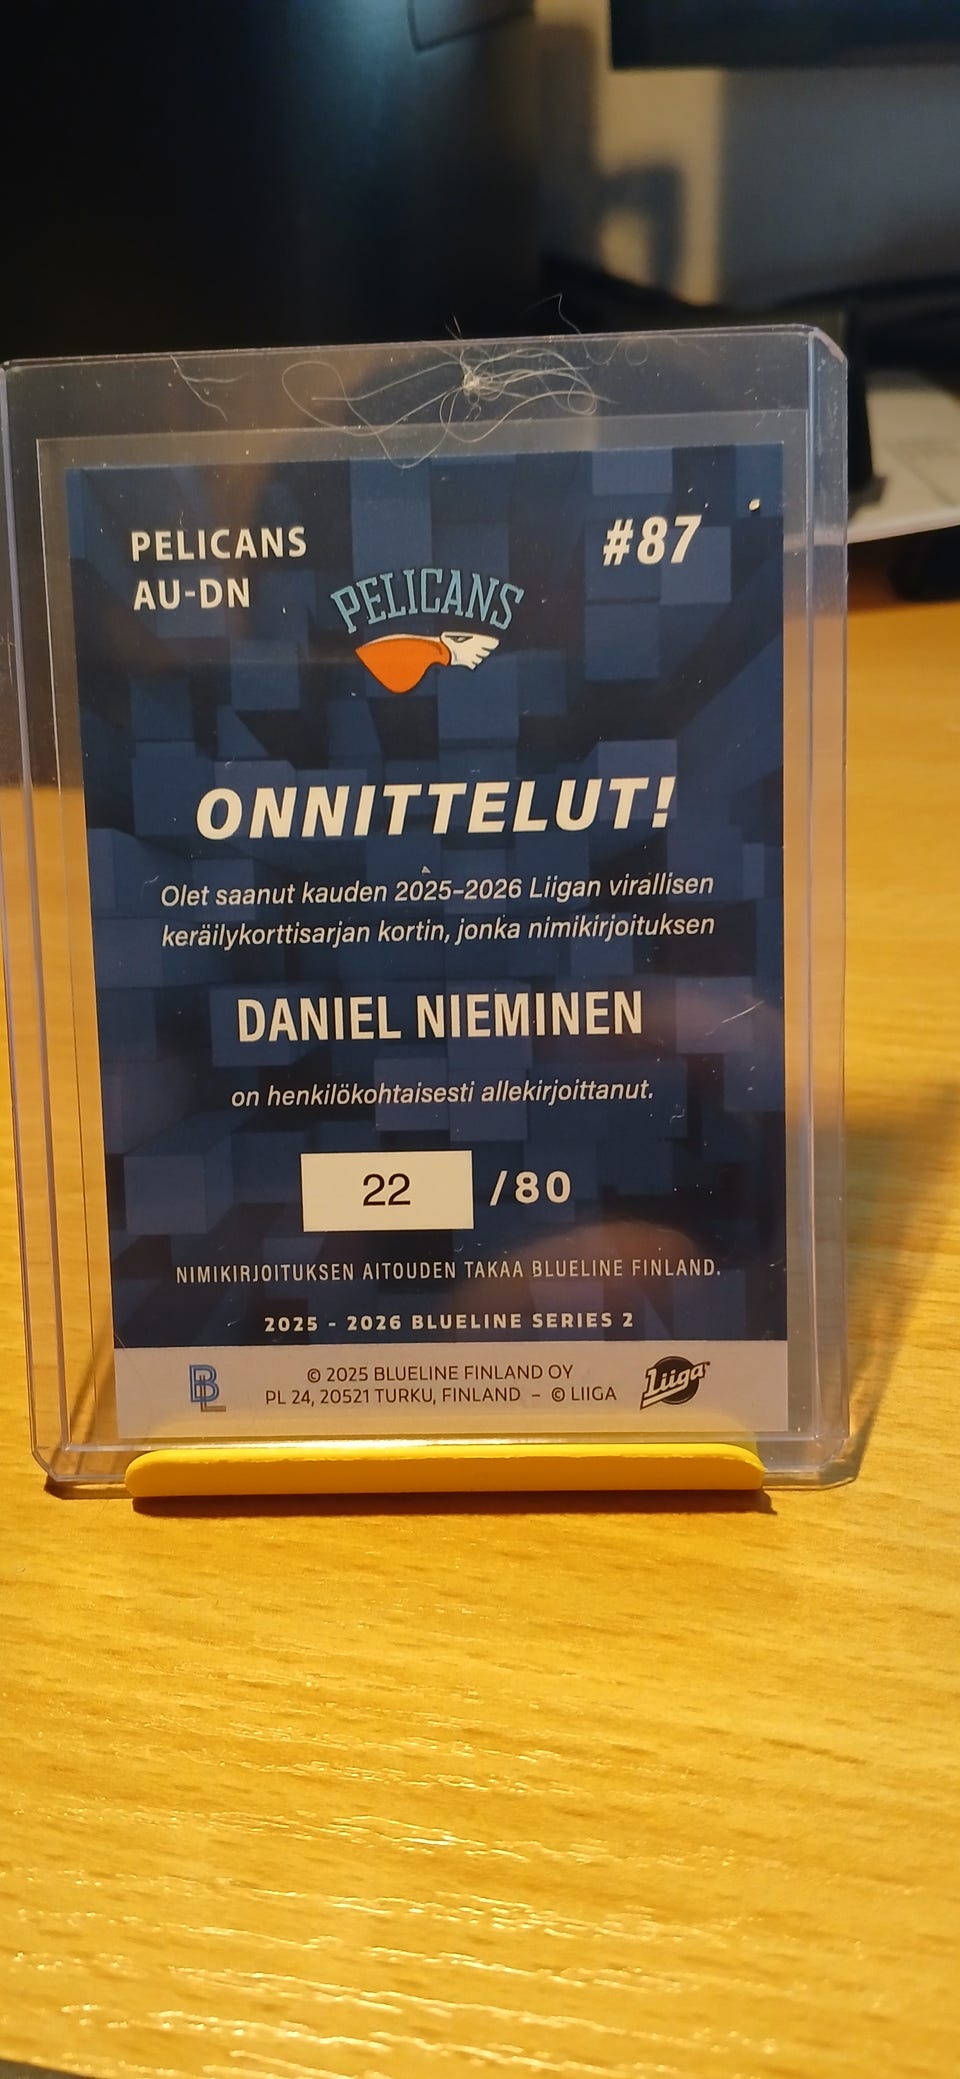 PELICANS
AU-DN
#87
PELICANS
ONNITTELUT!
Olet saanut kauden 2025–2026 Liigan virallisen
keräilykorttisarjan kortin, jonka nimikirjoituksen
DANIEL NIEMINEN
on henkilökohtaisesti allekirjoittanut.
22 /80
NIMIKIRJOITUKSEN AITOUDEN TAKAA BLUELINE FINLAND.
2025 - 2026 BLUELINE SERIES 2
BL
© 2025 BLUELINE FINLAND OY
PL 24, 20521 TURKU, FINLAND – © LIIGA
Liiga